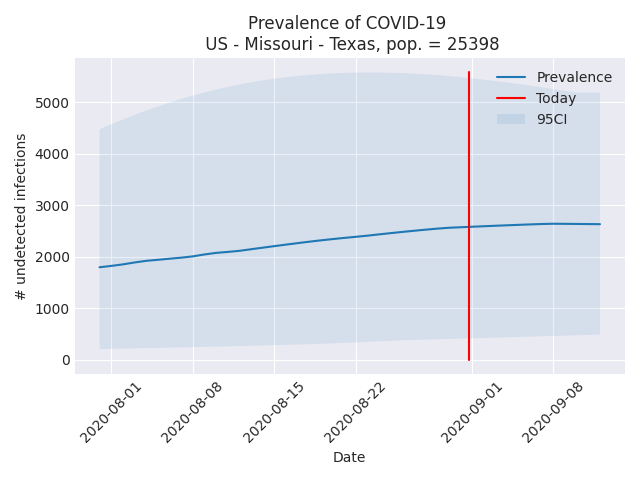 Prevalence of COVID-19
US - Missouri - Texas, pop. = 25398
Prevalence
Today
95CI
# undetected infections
5000
4000
3000
2000
1000
0
2020-08-01
2020-08-08
2020-08-15
2020-08-22
2020-09-01
2020-09-08
Date